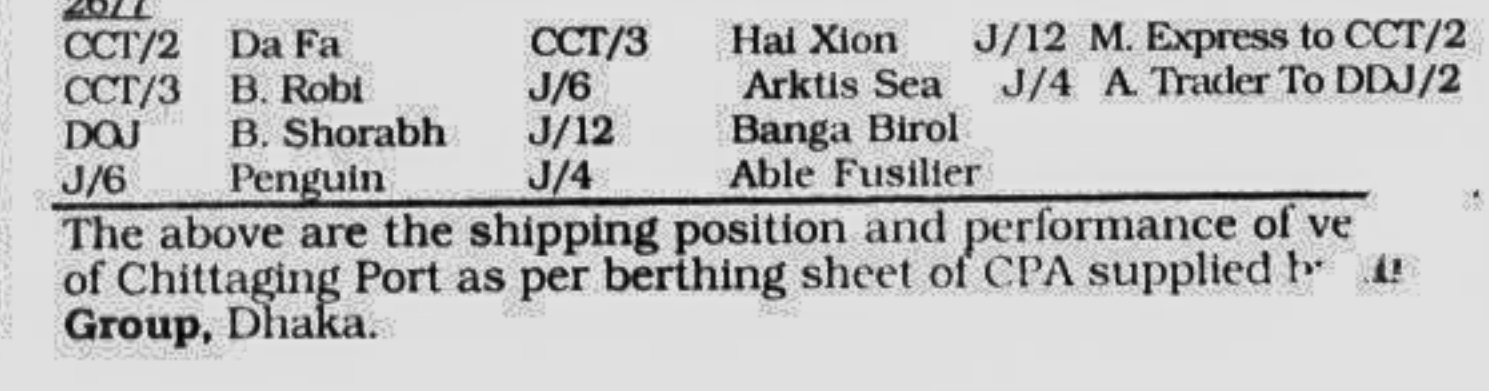 26/7
CCT/2 Da Fa CCT/3 Hai Xion J/12 M. Express to CCT/2
CCT/3 B. Robi J/6 Arktis Sea J/4 A. Trader To DDJ/2
DOJ B. Shorabh J/12 Banga Birol
J/6 Penguin J/4 Able Fusilier
The above are the shipping position and performance of ve
of Chittaging Port as per berthing sheet of CPA supplied
Group, Dhaka.